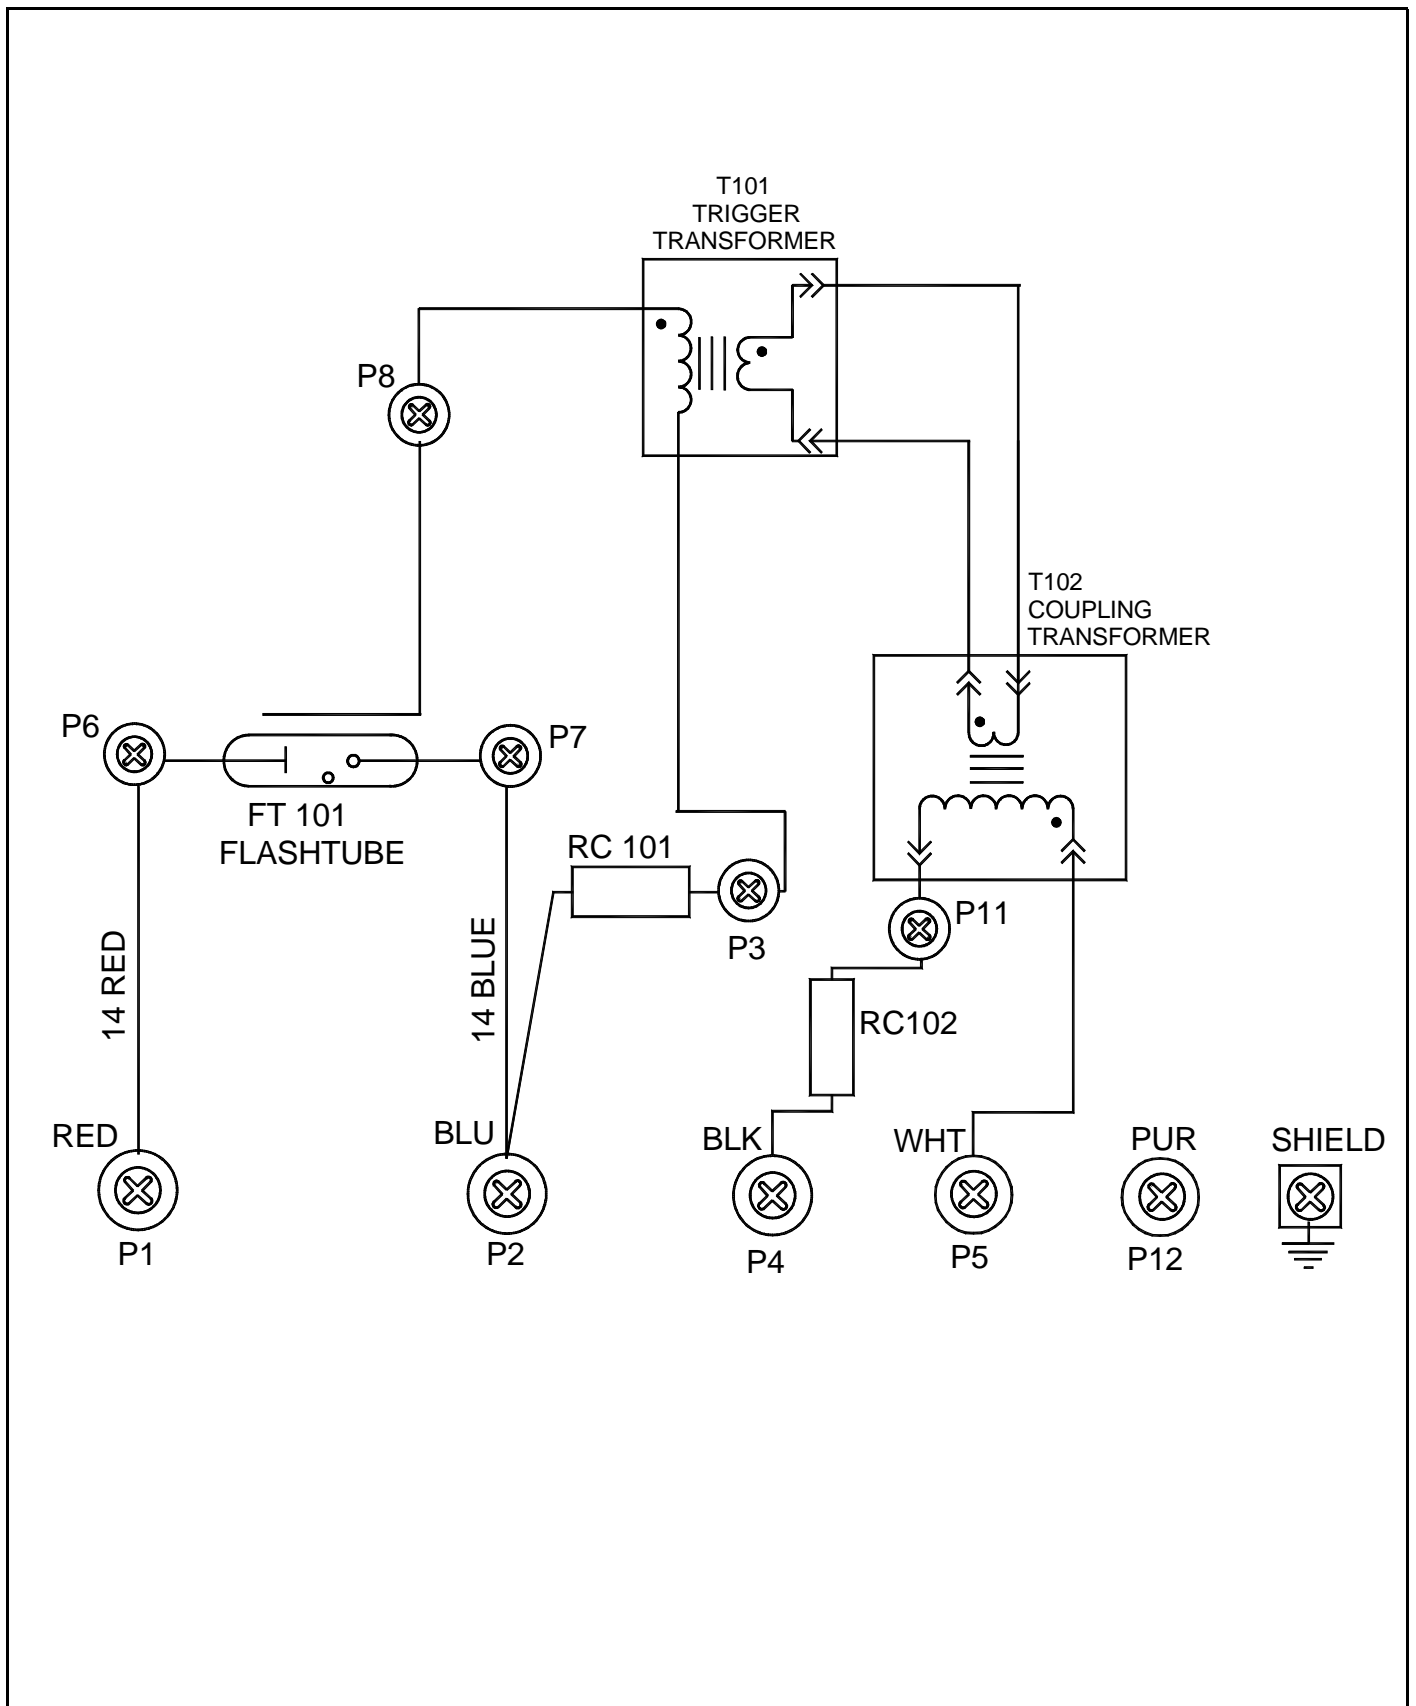 T101
TRIGGER
TRANSFORMER
P8
T102
COUPLING
TRANSFORMER
P6
P7
FT 101
FLASHTUBE
RC 101
P3
P11
14 RED
14 BLUE
RC102
RED
BLU
BLK
WHT
PUR
SHIELD
P1
P2
P4
P5
P12